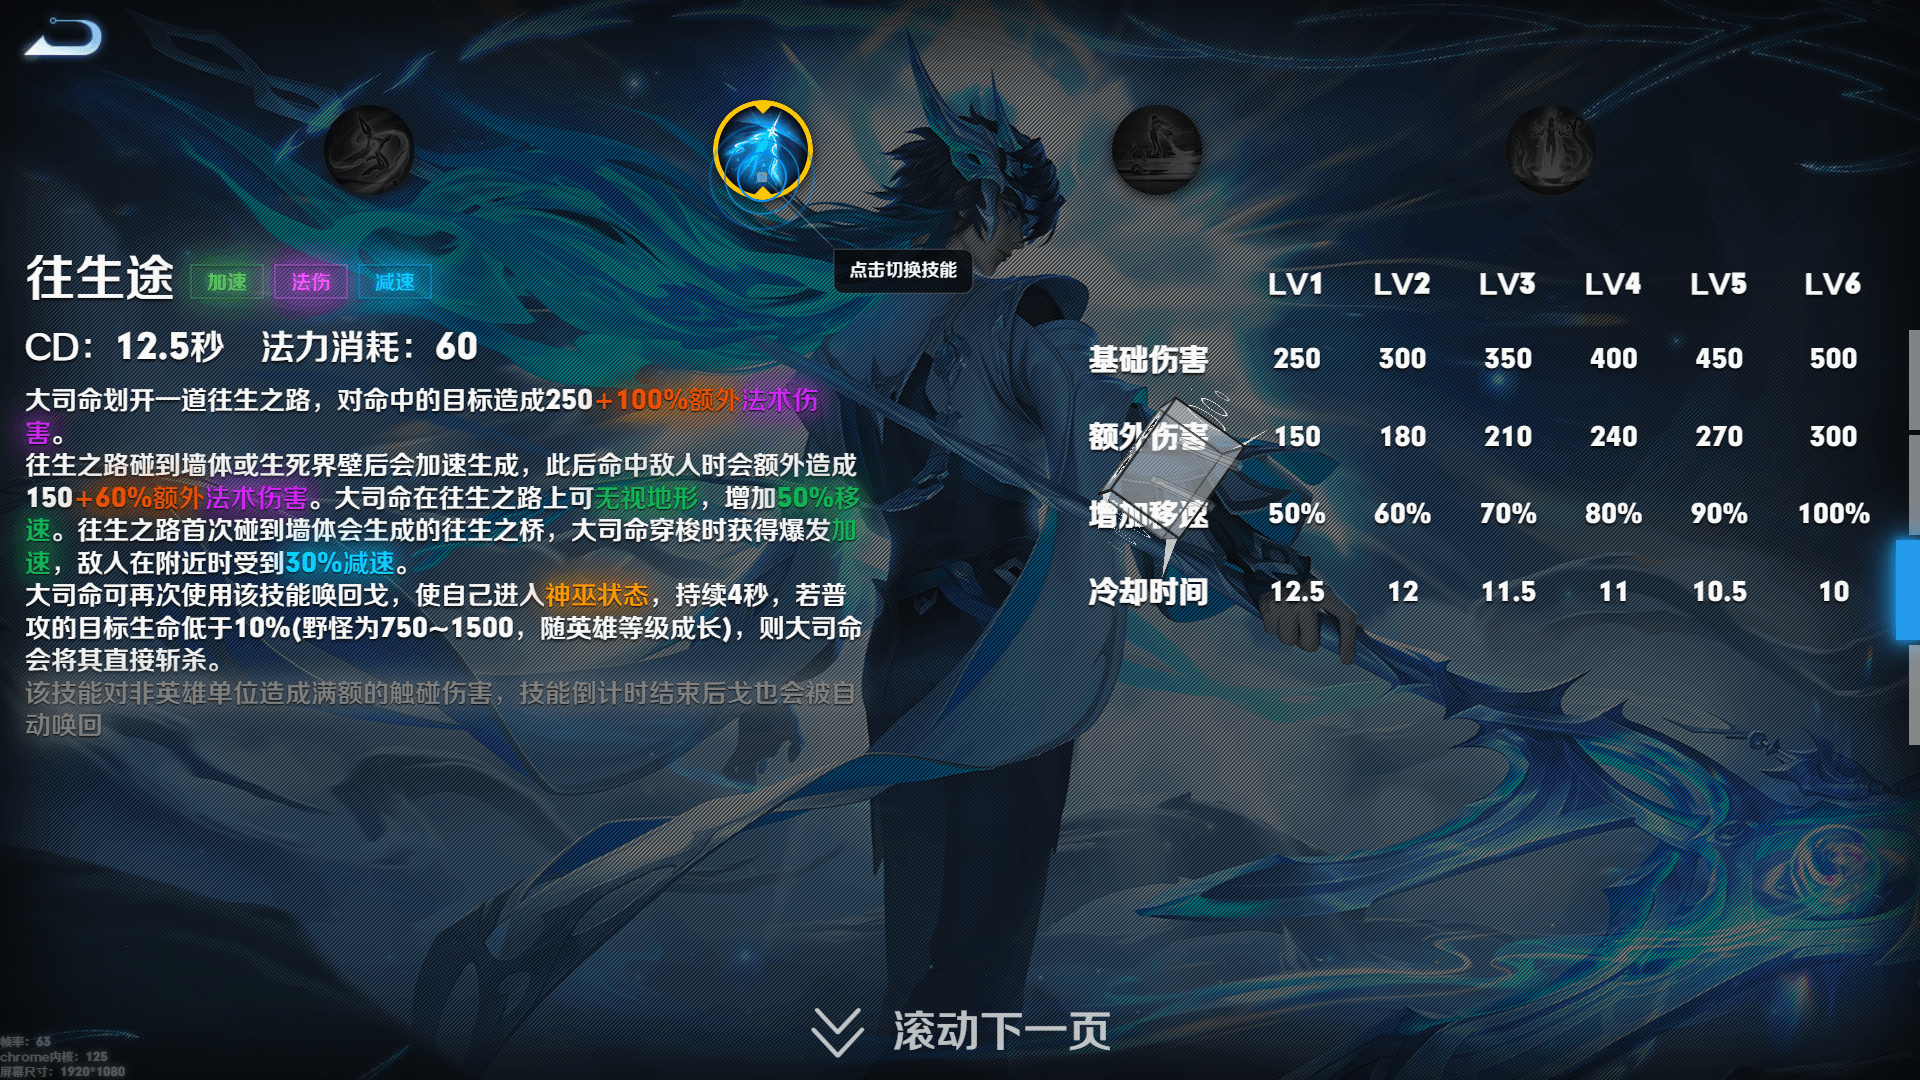 往生途 加速 法伤 减速
点击切换技能
CD：12.5秒 法力消耗：60
大司命划开一道往生之路，对命中的目标造成250+100%额外法术伤
害。
往生之路碰到墙体或生死界壁后会加速生成，此后命中敌人时会额外造成
150+60%额外法术伤害。大司命在往生之路上可无视地形，增加50%移
速。往生之路首次碰到墙体会生成的往生之桥，大司命穿梭时获得爆发加
速，敌人在附近时受到30%减速。
大司命可再次使用该技能唤回戈，使自己进入神巫状态，持续4秒，若普
攻的目标生命低于10%(野怪为750~1500，随英雄等级成长)，则大司命
会将其直接斩杀。
该技能对非英雄单位造成满额的触碰伤害，技能倒计时结束后戈也会被自
动唤回
LV1 LV2 LV3 LV4 LV5 LV6
基础伤害 250 300 350 400 450 500
额外伤害 150 180 210 240 270 300
增加移速 50% 60% 70% 80% 90% 100%
冷却时间 12.5 12 11.5 11 10.5 10
滚动下一页
帧率：63
chrome内核：125
屏幕尺寸：1920*1080